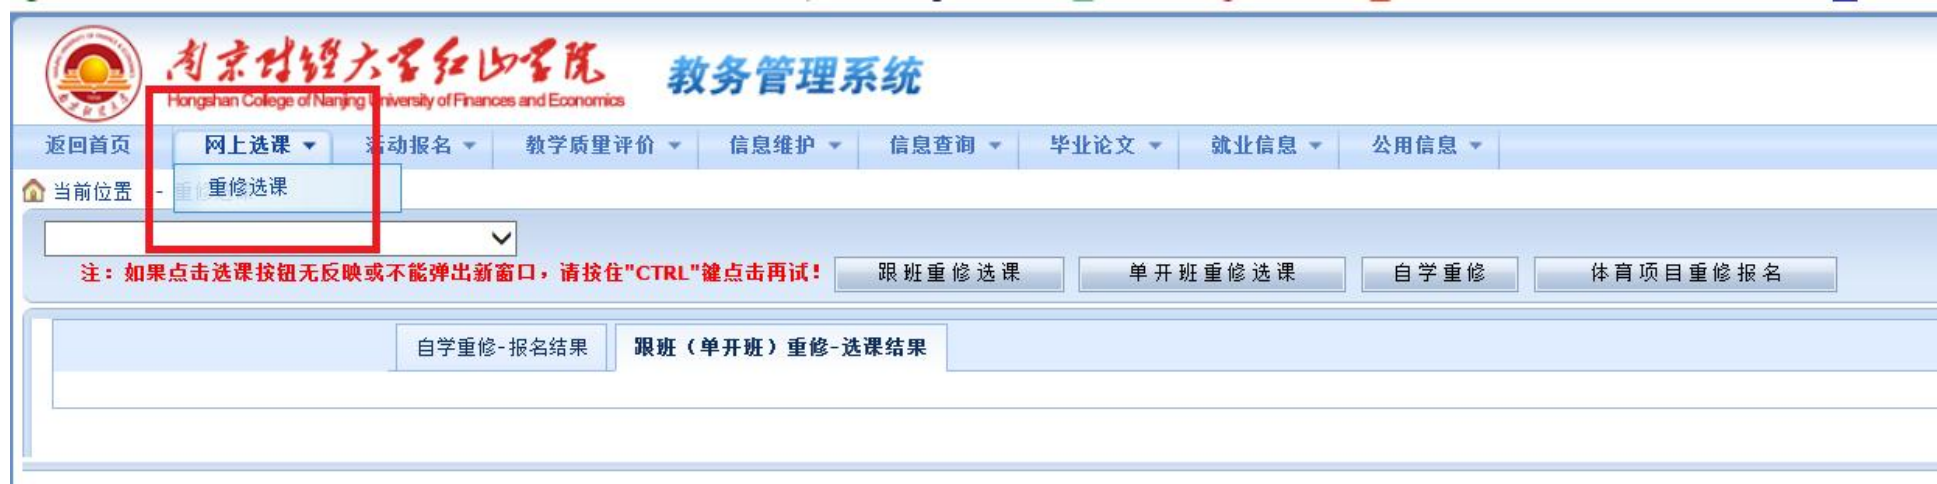 南京财经大学红山学院
Hongshan College of Nanjing University of Finances and Economics
教务管理系统
返回首页 网上选课 活动报名 教学质量评价 信息维护 信息查询 毕业论文 就业信息 公用信息
当前位置 - 重修选课
重修选课
注：如果点击选课按钮无反映或不能弹出新窗口，请按住"CTRL"键点击再试！ 跟班重修选课 单开班重修选课 自学重修 体育项目重修报名
自学重修-报名结果 跟班（单开班）重修-选课结果